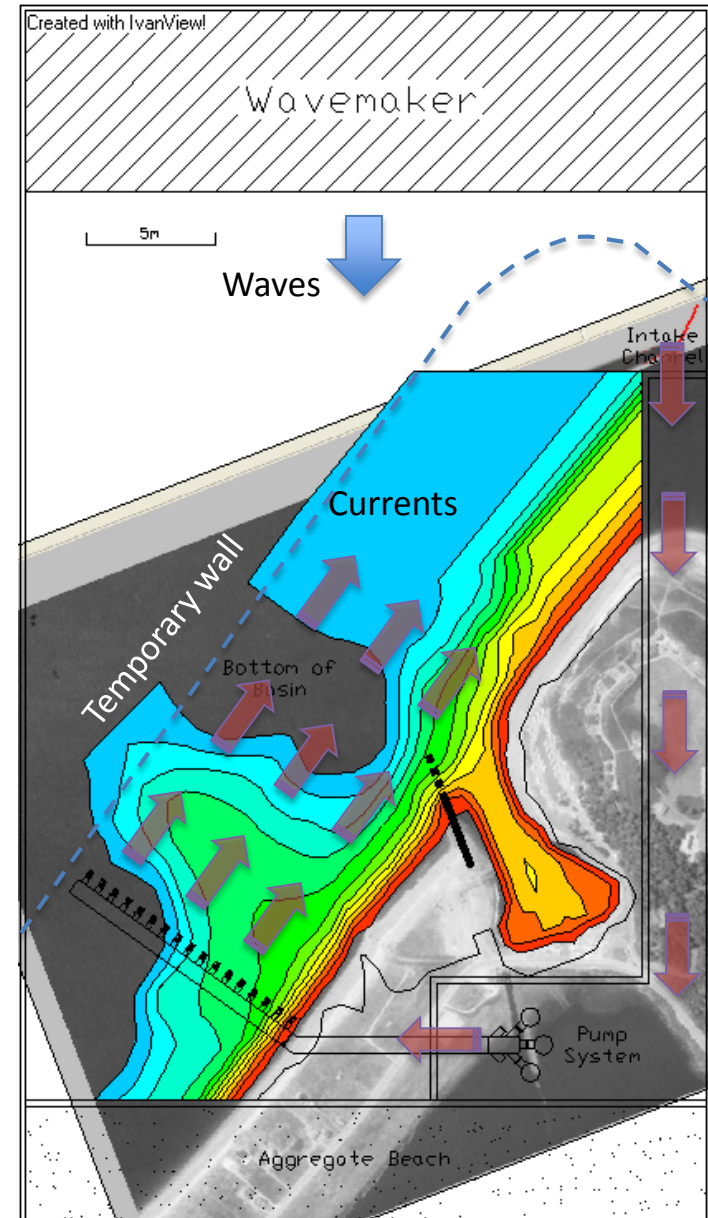 Created with IvanView!
Wavemaker
5m
Waves
Intake
Channel
Currents
Temporary wall
Bottom of
Basin
Pump
System
Aggregate Beach